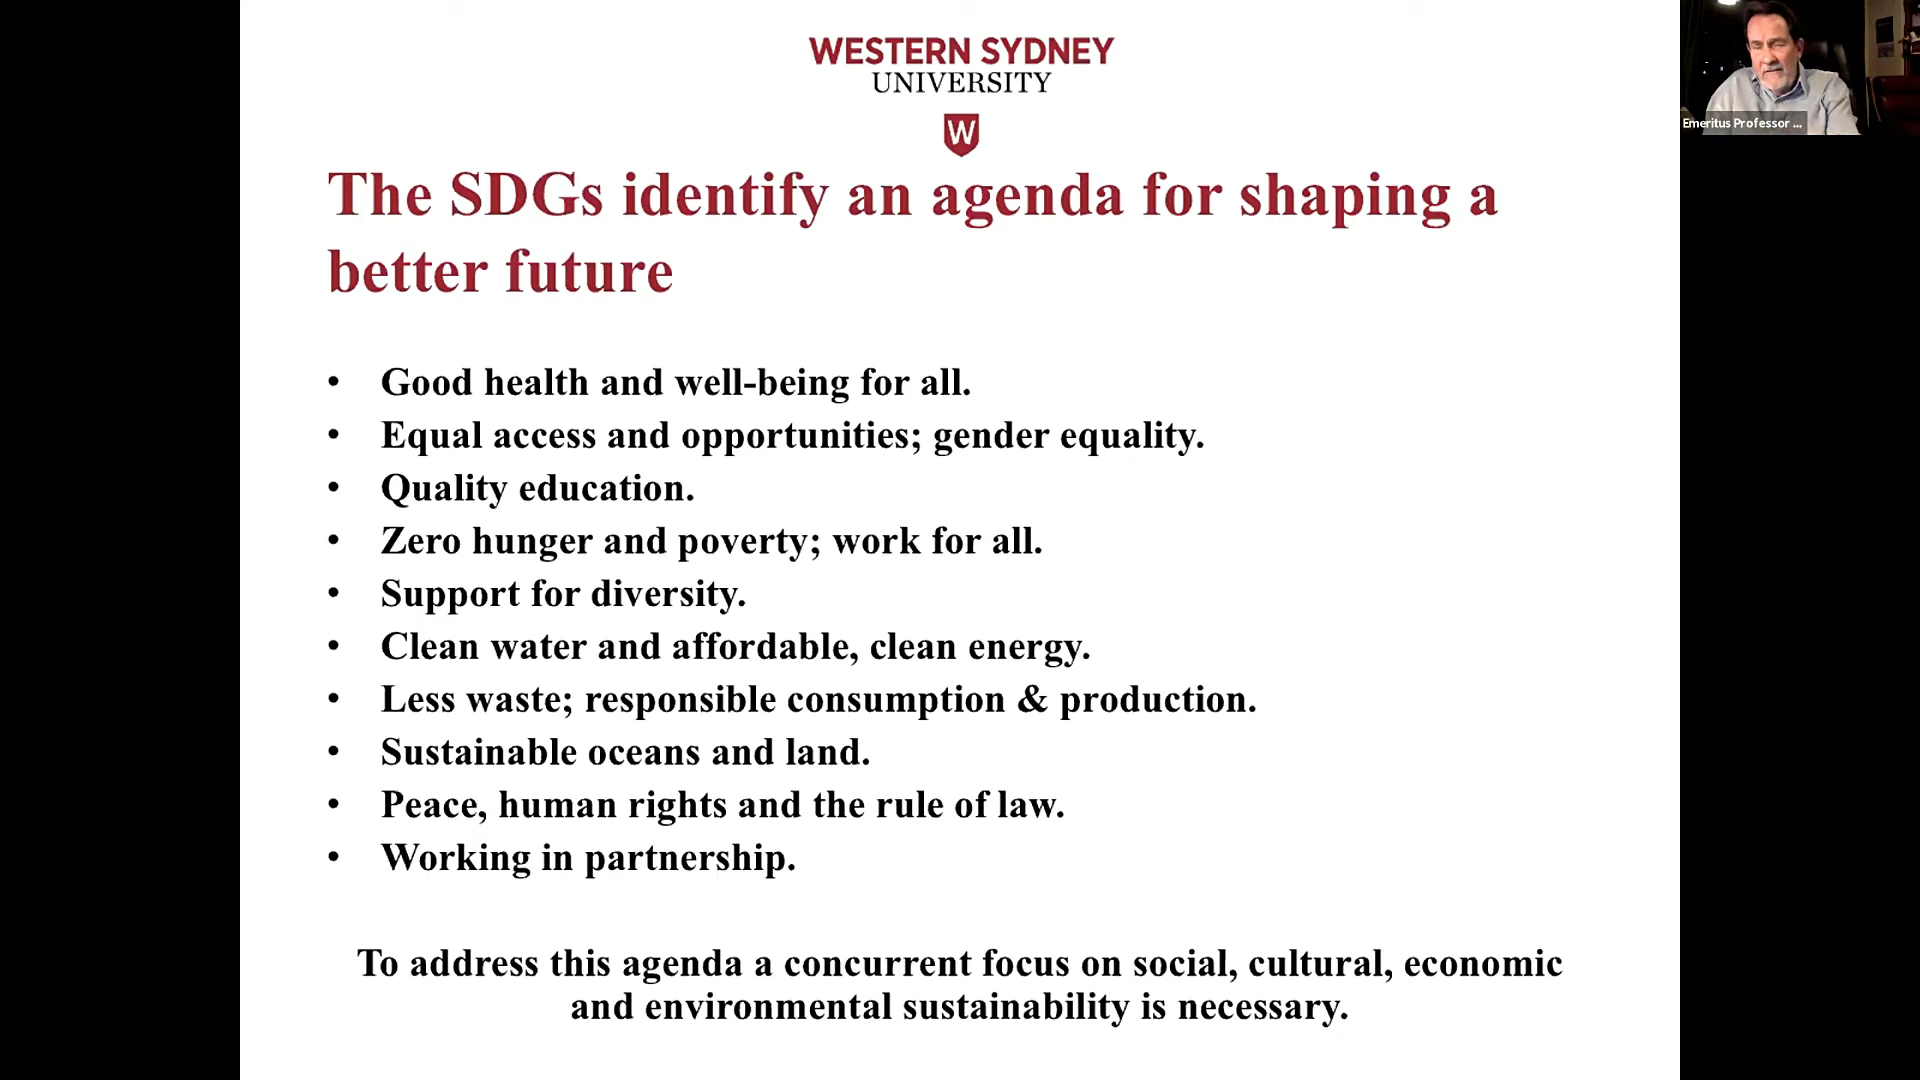 WESTERN SYDNEY
UNIVERSITY
W
The SDGs identify an agenda for shaping a
better future
• Good health and well-being for all.
• Equal access and opportunities; gender equality.
• Quality education.
• Zero hunger and poverty; work for all.
• Support for diversity.
• Clean water and affordable, clean energy.
• Less waste; responsible consumption & production.
• Sustainable oceans and land.
• Peace, human rights and the rule of law.
• Working in partnership.
To address this agenda a concurrent focus on social, cultural, economic
and environmental sustainability is necessary.
Emeritus Professor ...